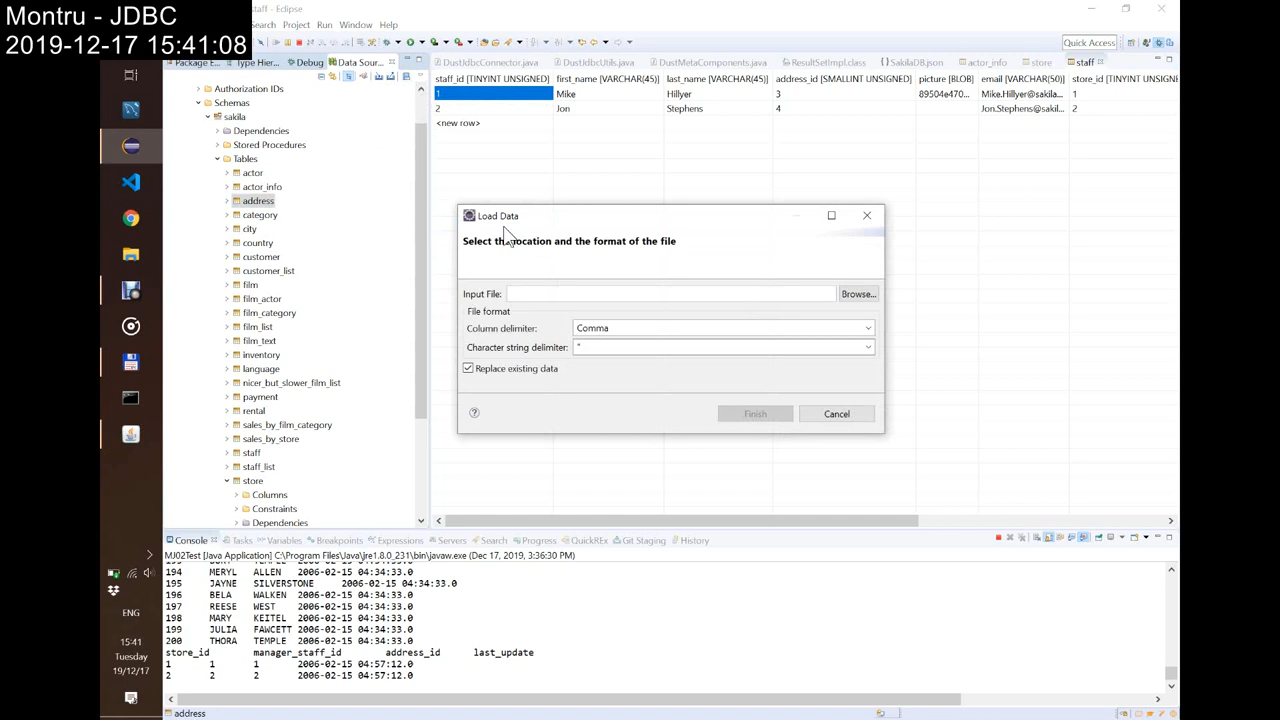 Montru - JDBC
2019-12-17 15:41:08
staff - Eclipse
Search Project Run Window Help
Quick Access
Package E... Type Hier... Debug Data Sour...
DustJdbcConnector.java DustJdbcUtils.java DustMetaComponents.java ResultSetImpl.class SakilaDB.json actor_info store staff
staff_id [TINYINT UNSIGNED] first_name [VARCHAR(45)] last_name [VARCHAR(45)] address_id [SMALLINT UNSIGNED] picture [BLOB] email [VARCHAR(50)] store_id [TINYINT UNSIGNED
1 Mike Hillyer 3 89504e470... Mike.Hillyer@sakila... 1
2 Jon Stephens 4 Jon.Stephens@sakil... 2
<new row>
Authorization IDs
Schemas
sakila
Dependencies
Stored Procedures
Tables
actor
actor_info
address
category
city
country
customer
customer_list
film
film_actor
film_category
film_list
film_text
inventory
language
nicer_but_slower_film_list
payment
rental
sales_by_film_category
sales_by_store
staff
staff_list
store
Columns
Constraints
Dependencies
Load Data
Select the location and the format of the file
Input File: Browse...
File format
Column delimiter: Comma
Character string delimiter: "
Replace existing data
Finish Cancel
Console Tasks Variables Breakpoints Expressions Servers Search Progress QuickREx Git Staging History
MJ02Test [Java Application] C:\Program Files\Java\jre1.8.0_231\bin\javaw.exe (Dec 17, 2019, 3:36:30 PM)
194 MERYL ALLEN 2006-02-15 04:34:33.0
195 JAYNE SILVERSTONE 2006-02-15 04:34:33.0
196 BELA WALKEN 2006-02-15 04:34:33.0
197 REESE WEST 2006-02-15 04:34:33.0
198 MARY KEITEL 2006-02-15 04:34:33.0
199 JULIA FAWCETT 2006-02-15 04:34:33.0
200 THORA TEMPLE 2006-02-15 04:34:33.0
store_id manager_staff_id address_id last_update
1 1 1 2006-02-15 04:57:12.0
2 2 2 2006-02-15 04:57:12.0
address
ENG
15:41
Tuesday
19/12/17